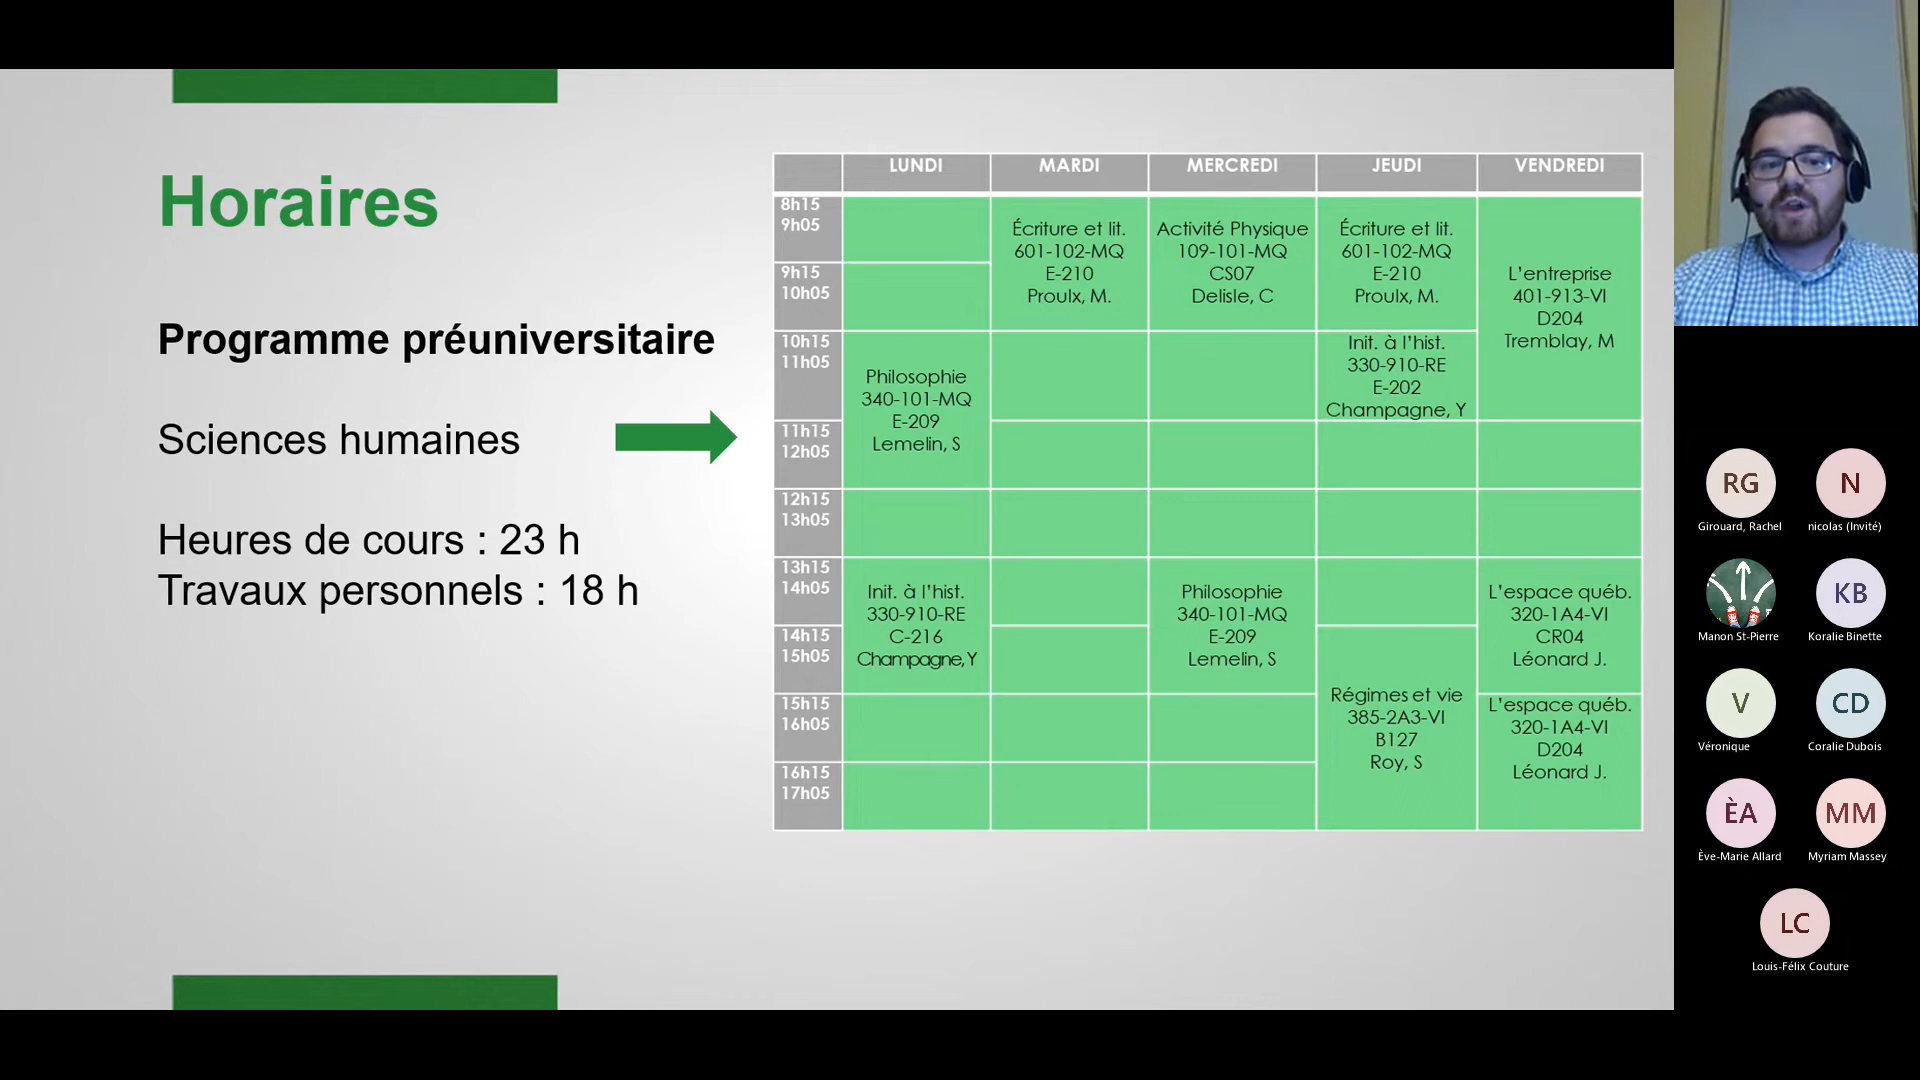 Horaires
Programme préuniversitaire
Sciences humaines
Heures de cours : 23 h
Travaux personnels : 18 h
LUNDI
MARDI
MERCREDI
JEUDI
VENDREDI
8h15
9h05
9h15
10h05
10h15
11h05
11h15
12h05
12h15
13h05
13h15
14h05
14h15
15h05
15h15
16h05
16h15
17h05
Philosophie
340-101-MQ
E-209
Lemelin, S
Init. à l’hist.
330-910-RE
C-216
Champagne,Y
Écriture et lit.
601-102-MQ
E-210
Proulx, M.
Activité Physique
109-101-MQ
CS07
Delisle, C
Philosophie
340-101-MQ
E-209
Lemelin, S
Écriture et lit.
601-102-MQ
E-210
Proulx, M.
Init. à l’hist.
330-910-RE
E-202
Champagne, Y
Régimes et vie
385-2A3-VI
B127
Roy, S
L’entreprise
401-913-VI
D204
Tremblay, M
L’espace québ.
320-1A4-VI
CR04
Léonard J.
L’espace québ.
320-1A4-VI
D204
Léonard J.
RG
Girouard, Rachel
N
nicolas (Invité)
Manon St-Pierre
KB
Koralie Binette
V
Véronique
CD
Coralie Dubois
ÈA
Ève-Marie Allard
MM
Myriam Massey
LC
Louis-Félix Couture